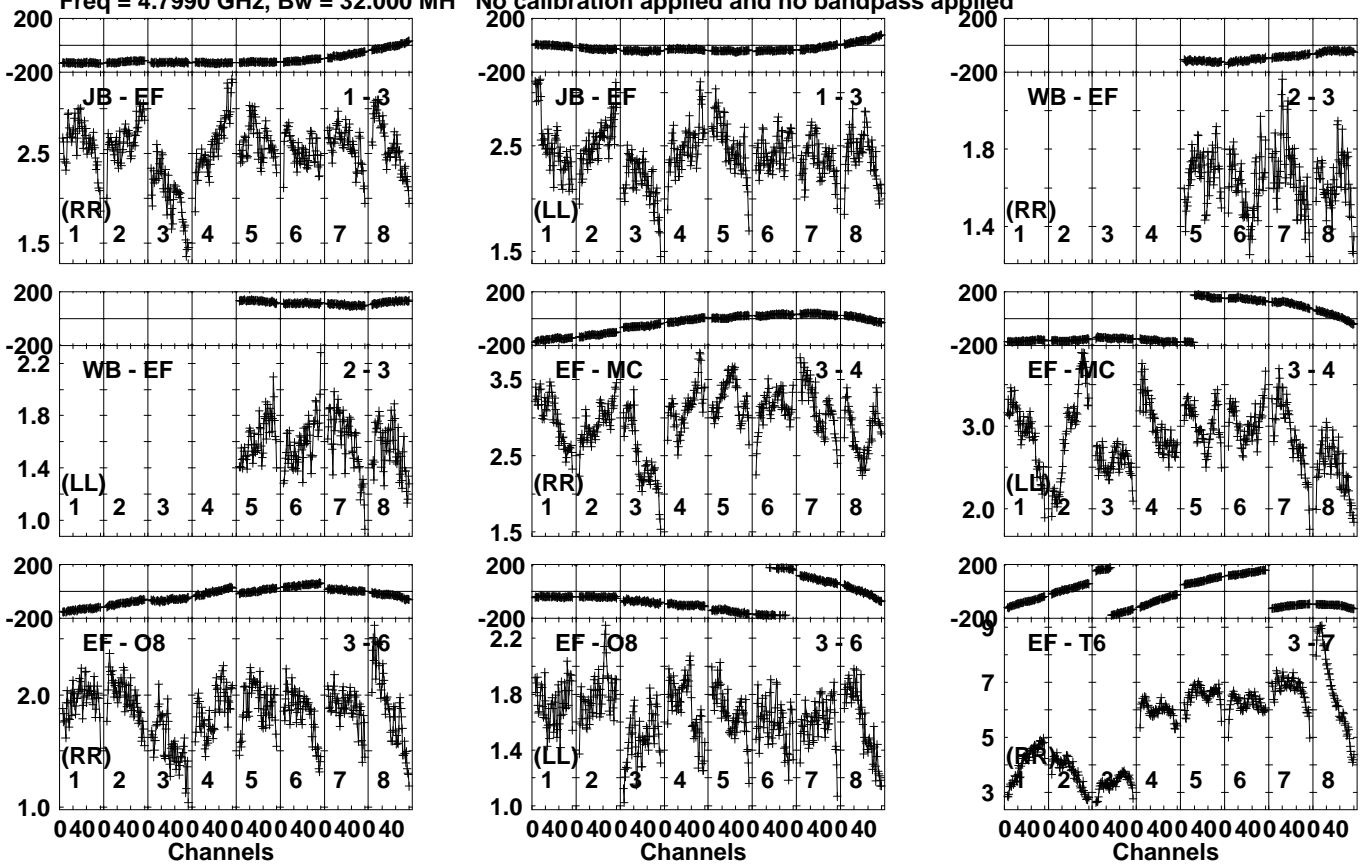 Freq = 4.7990 GHz, Bw = 32.000 MH No calibration applied and no bandpass applied
200
-200
JB - EF 1 - 3
2.5
(RR)
1.5
1 2 3 4 5 6 7 8
JB - EF 1 - 3
2.5
(LL)
1.5
1 2 3 4 5 6 7 8
200
-200
WB - EF 2 - 3
1.8
(RR)
1.4
1 2 3 4 5 6 7 8
200
-200
2.2
WB - EF 2 - 3
1.8
1.4
(LL)
1.0
1 2 3 4 5 6 7 8
EF - MC 3 - 4
3.5
2.5
(RR)
1.5
1 2 3 4 5 6 7 8
200
-200
EF - MC 3 - 4
3.0
(LL)
2.0
1 2 3 4 5 6 7 8
200
-200
EF - O8 3 - 6
2.0
(RR)
1.0
1 2 3 4 5 6 7 8
0 40 0 40 0 40 0 40 0 40 0 40 0 40 0 40
Channels
2.2
EF - O8 3 - 6
1.8
1.4
(LL)
1.0
1 2 3 4 5 6 7 8
0 40 0 40 0 40 0 40 0 40 0 40 0 40 0 40
Channels
200
-200
9
EF - T6 3 - 7
7
5
(RR)
3
1 2 3 4 5 6 7 8
0 40 0 40 0 40 0 40 0 40 0 40 0 40 0 40
Channels